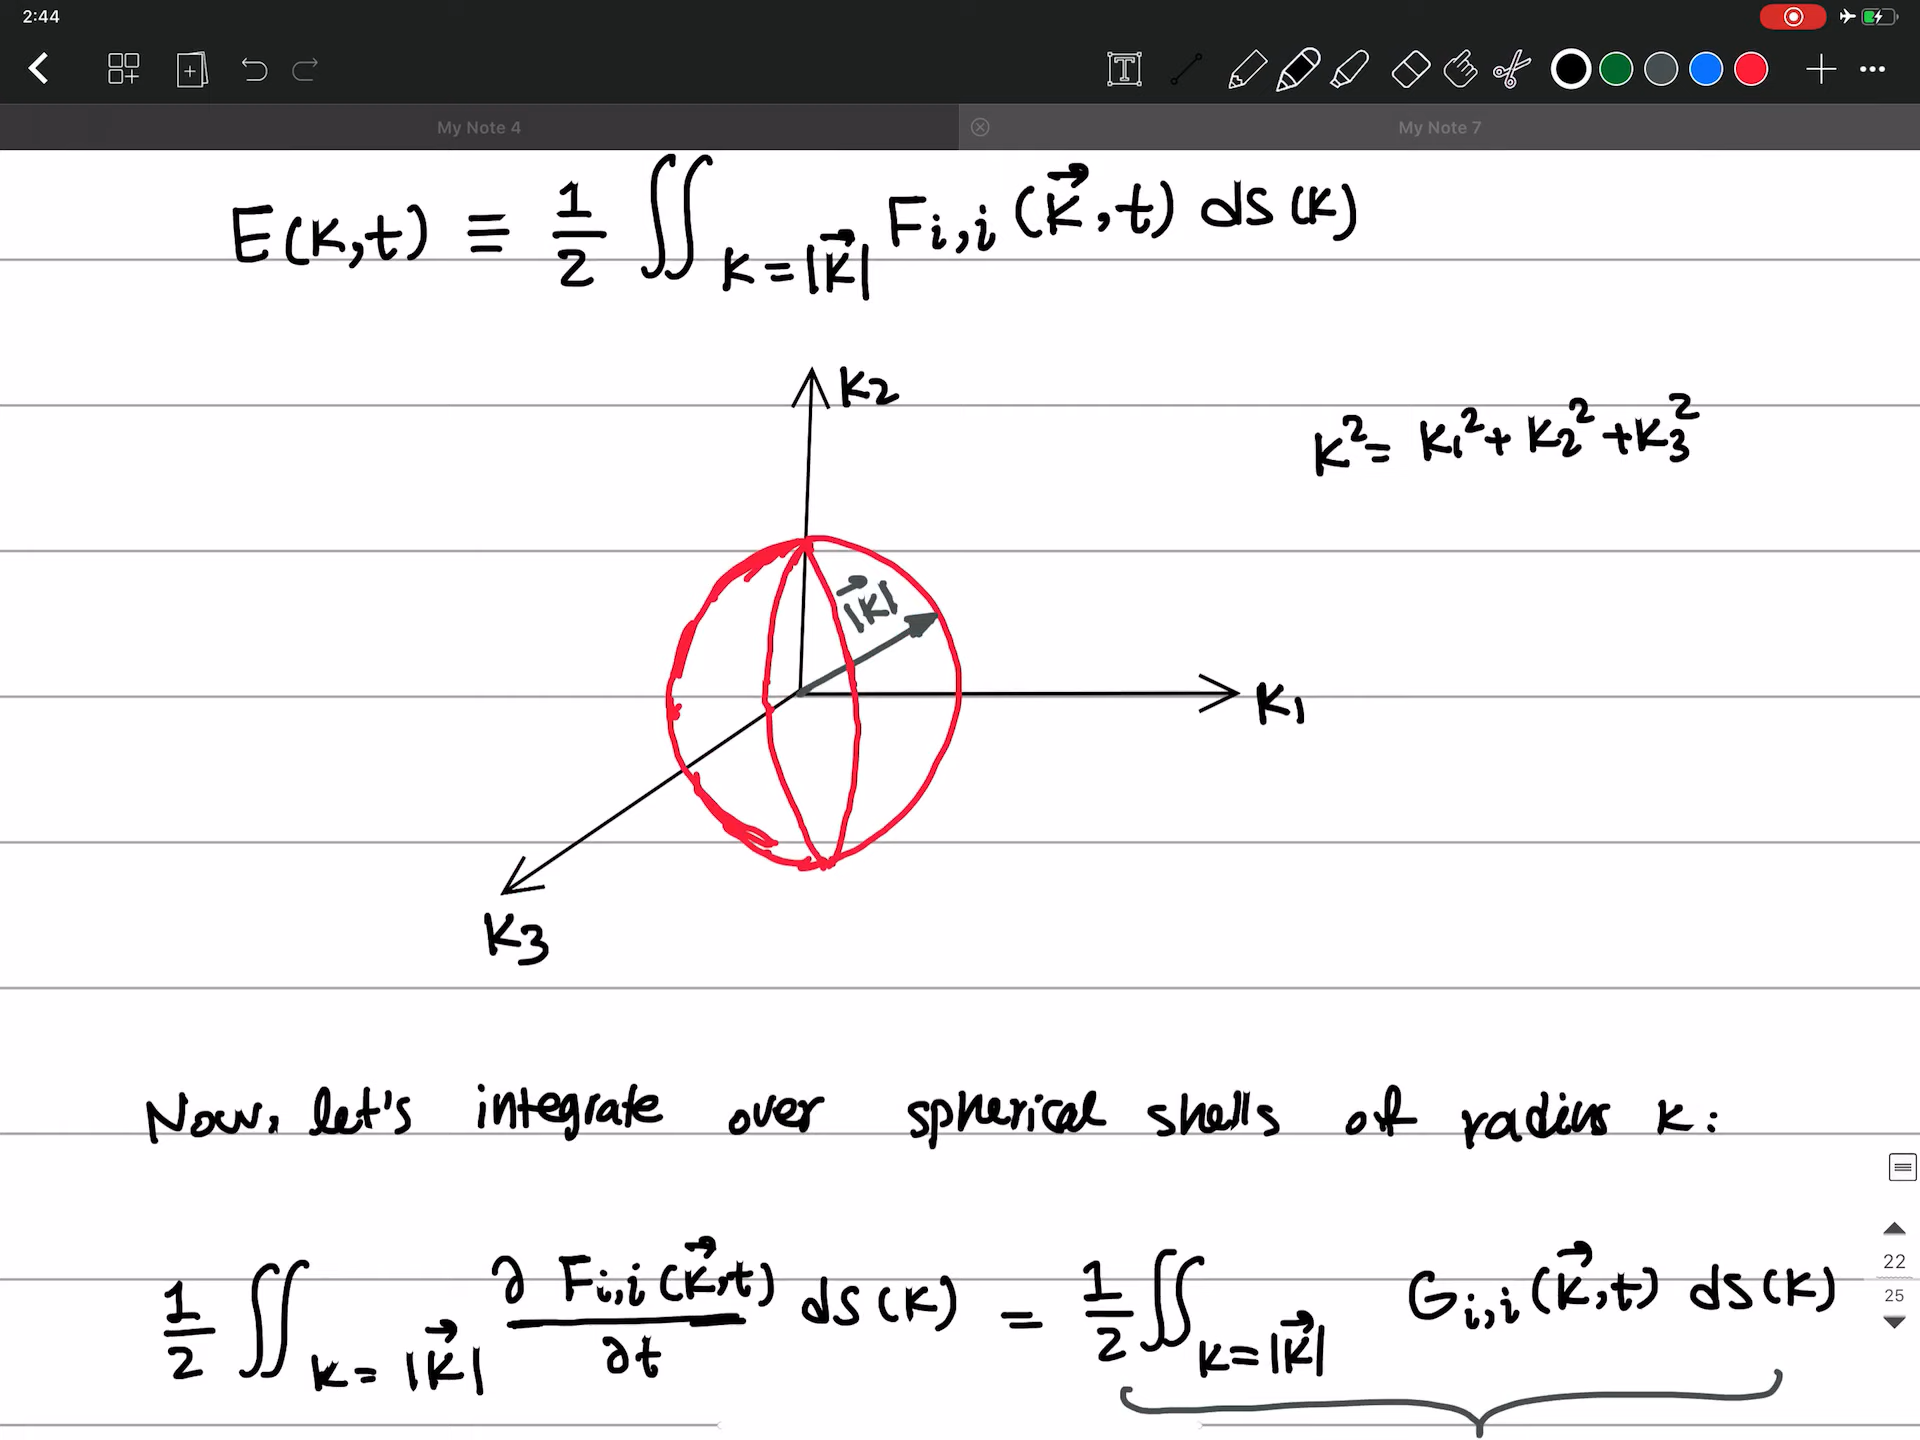 2:44
My Note 4
My Note 7
E(K,t) ≡ 1/2 ∬_{K=|K⃗|} F_{i,i}(K⃗,t) dS(K)
K2
K² = K₁² + K₂² + K₃²
|K⃗|
K1
K3
Now, let's integrate over spherical shells of radius K:
1/2 ∬_{K=|K⃗|} ∂F_{i,i}(K⃗,t)/∂t dS(K) = 1/2 ∬_{K=|K⃗|} G_{i,i}(K⃗,t) dS(K)
22
25